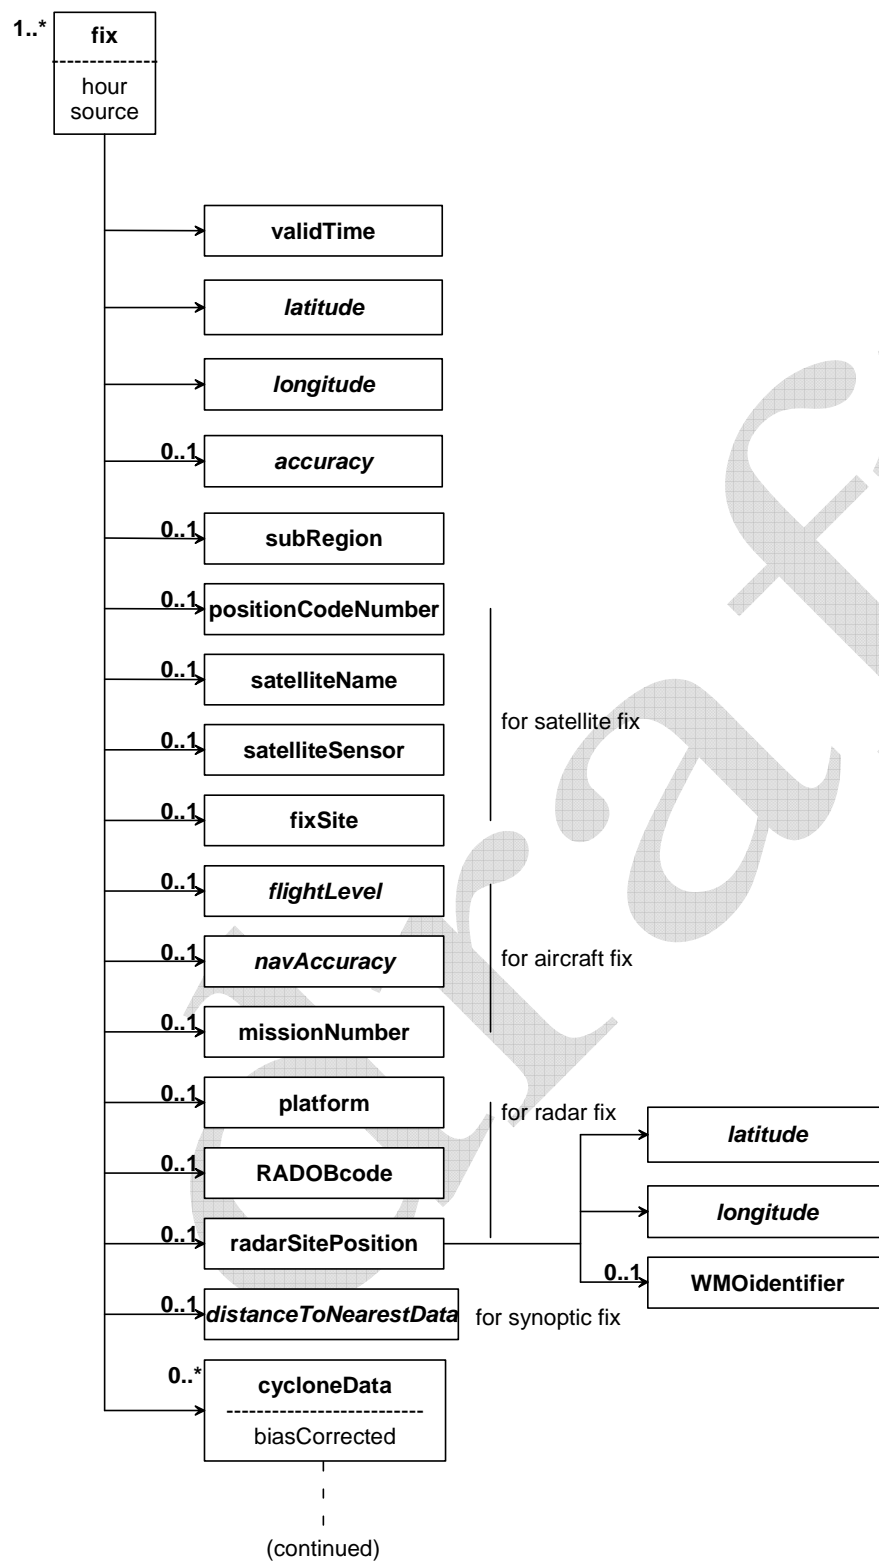 1..*
fix
hour
source
validTime
latitude
longitude
0..1
accuracy
0..1
subRegion
0..1
positionCodeNumber
0..1
satelliteName
for satellite fix
0..1
satelliteSensor
0..1
fixSite
0..1
flightLevel
0..1
navAccuracy
for aircraft fix
0..1
missionNumber
0..1
platform
for radar fix
latitude
0..1
RADOBcode
longitude
0..1
radarSitePosition
0..1
WMOidentifier
0..1
distanceToNearestData
for synoptic fix
0..*
cycloneData
biasCorrected
(continued)
draf